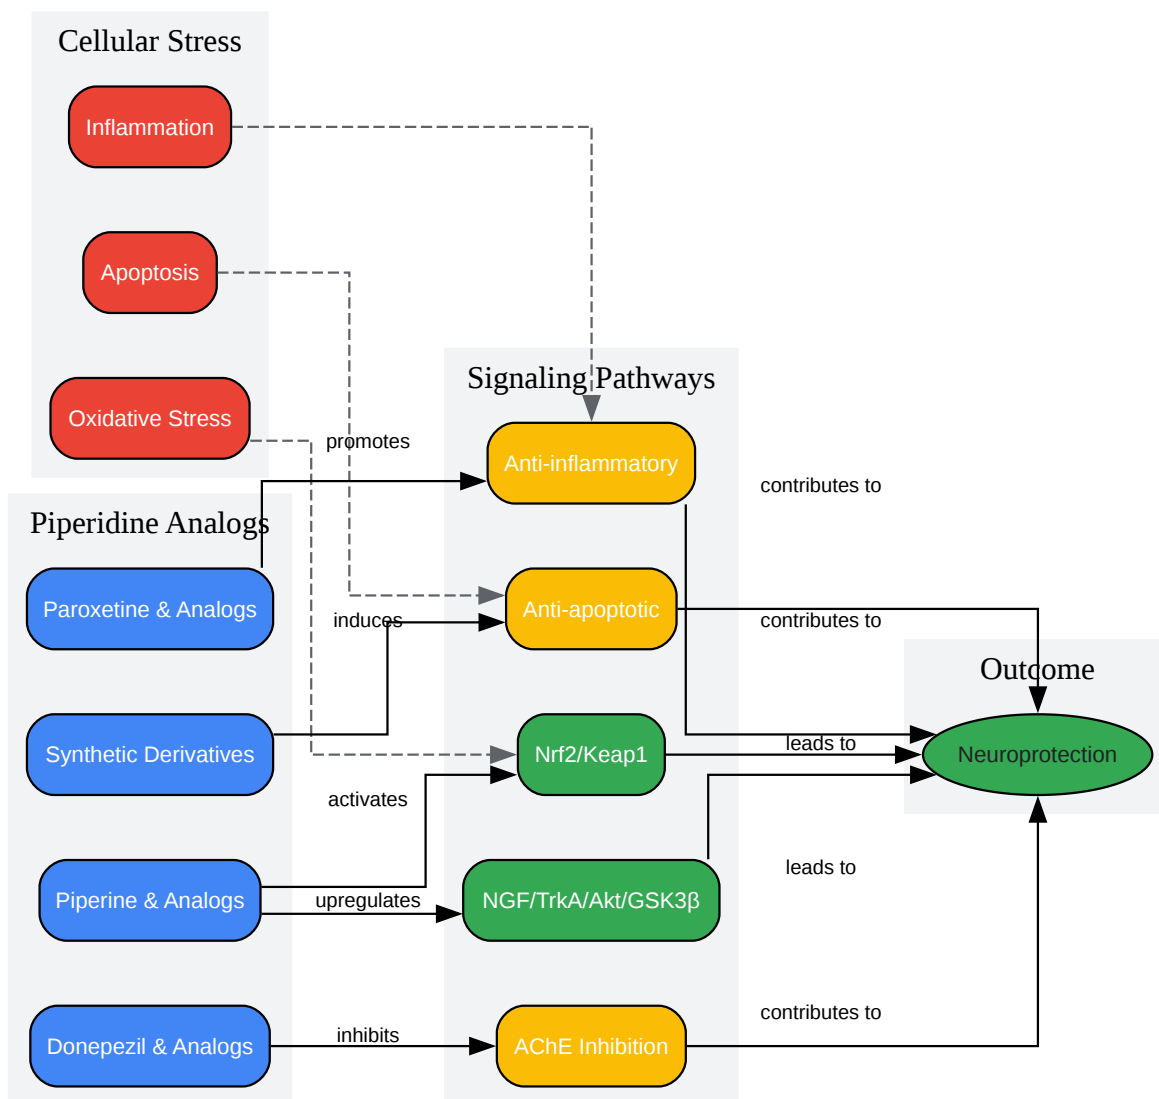 Cellular Stress
Inflammation
Apoptosis
Oxidative Stress
Piperidine Analogs
Paroxetine & Analogs
Synthetic Derivatives
Piperine & Analogs
Donepezil & Analogs
promotes
induces
activates
upregulates
inhibits
Signaling Pathways
Anti-inflammatory
Anti-apoptotic
Nrf2/Keap1
NGF/TrkA/Akt/GSK3β
AChE Inhibition
contributes to
contributes to
leads to
leads to
contributes to
Outcome
Neuroprotection